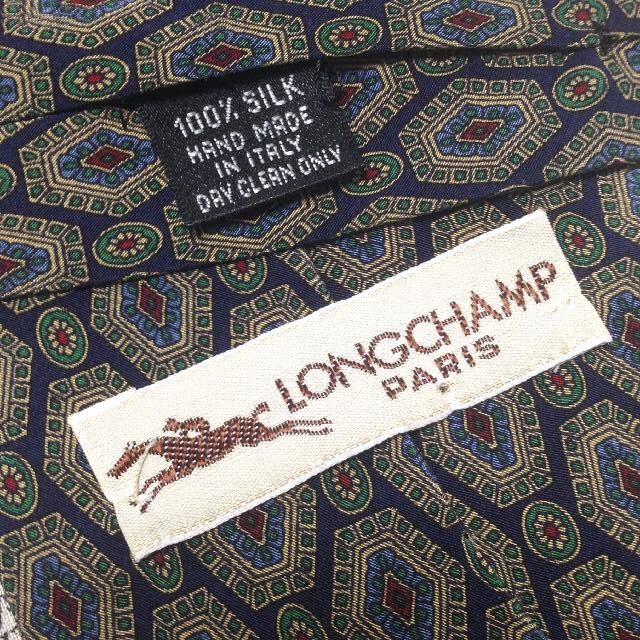 100% SILK
HAND MADE
IN ITALY
DRY CLEAN ONLY
LONGCHAMP
PARIS